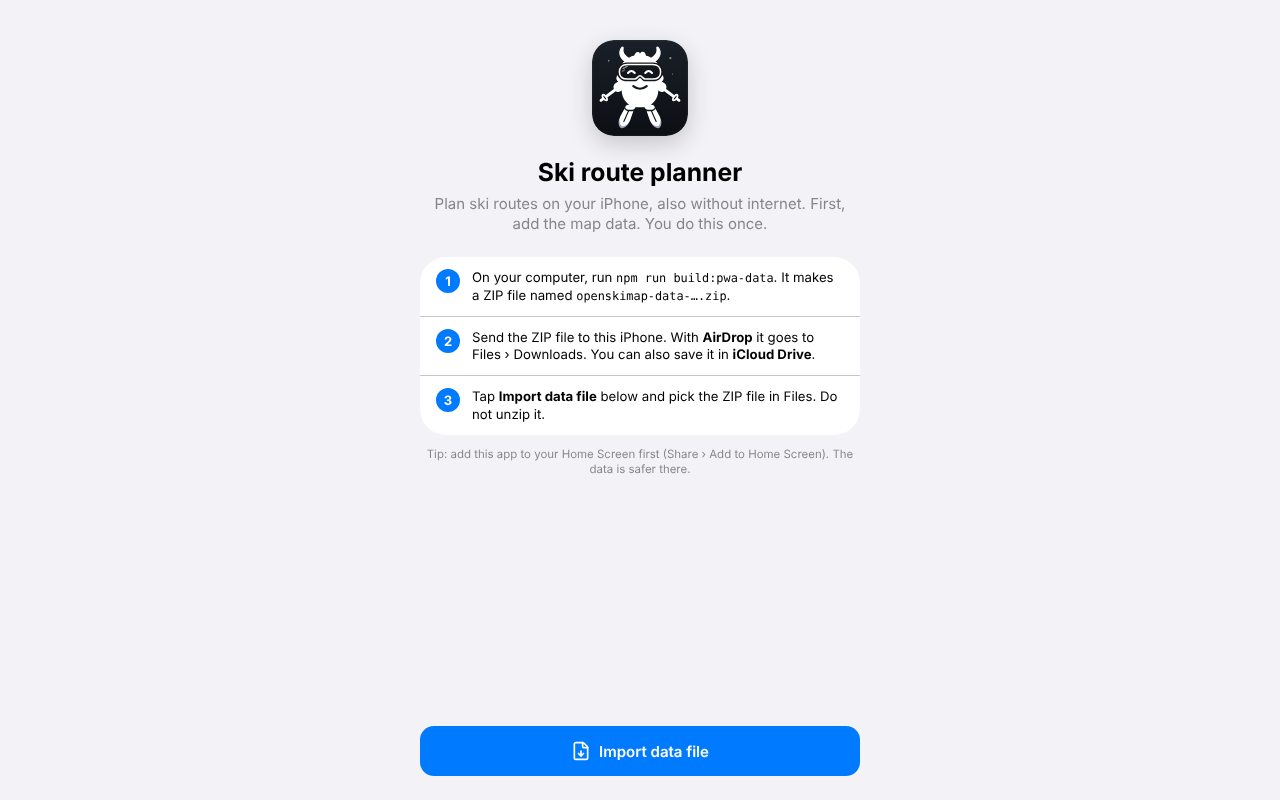 Ski route planner
Plan ski routes on your iPhone, also without internet. First,
add the map data. You do this once.
1 On your computer, run npm run build:pwa-data. It makes
a ZIP file named openskimap-data-….zip.
2 Send the ZIP file to this iPhone. With AirDrop it goes to
Files › Downloads. You can also save it in iCloud Drive.
3 Tap Import data file below and pick the ZIP file in Files. Do
not unzip it.
Tip: add this app to your Home Screen first (Share › Add to Home Screen). The
data is safer there.
Import data file